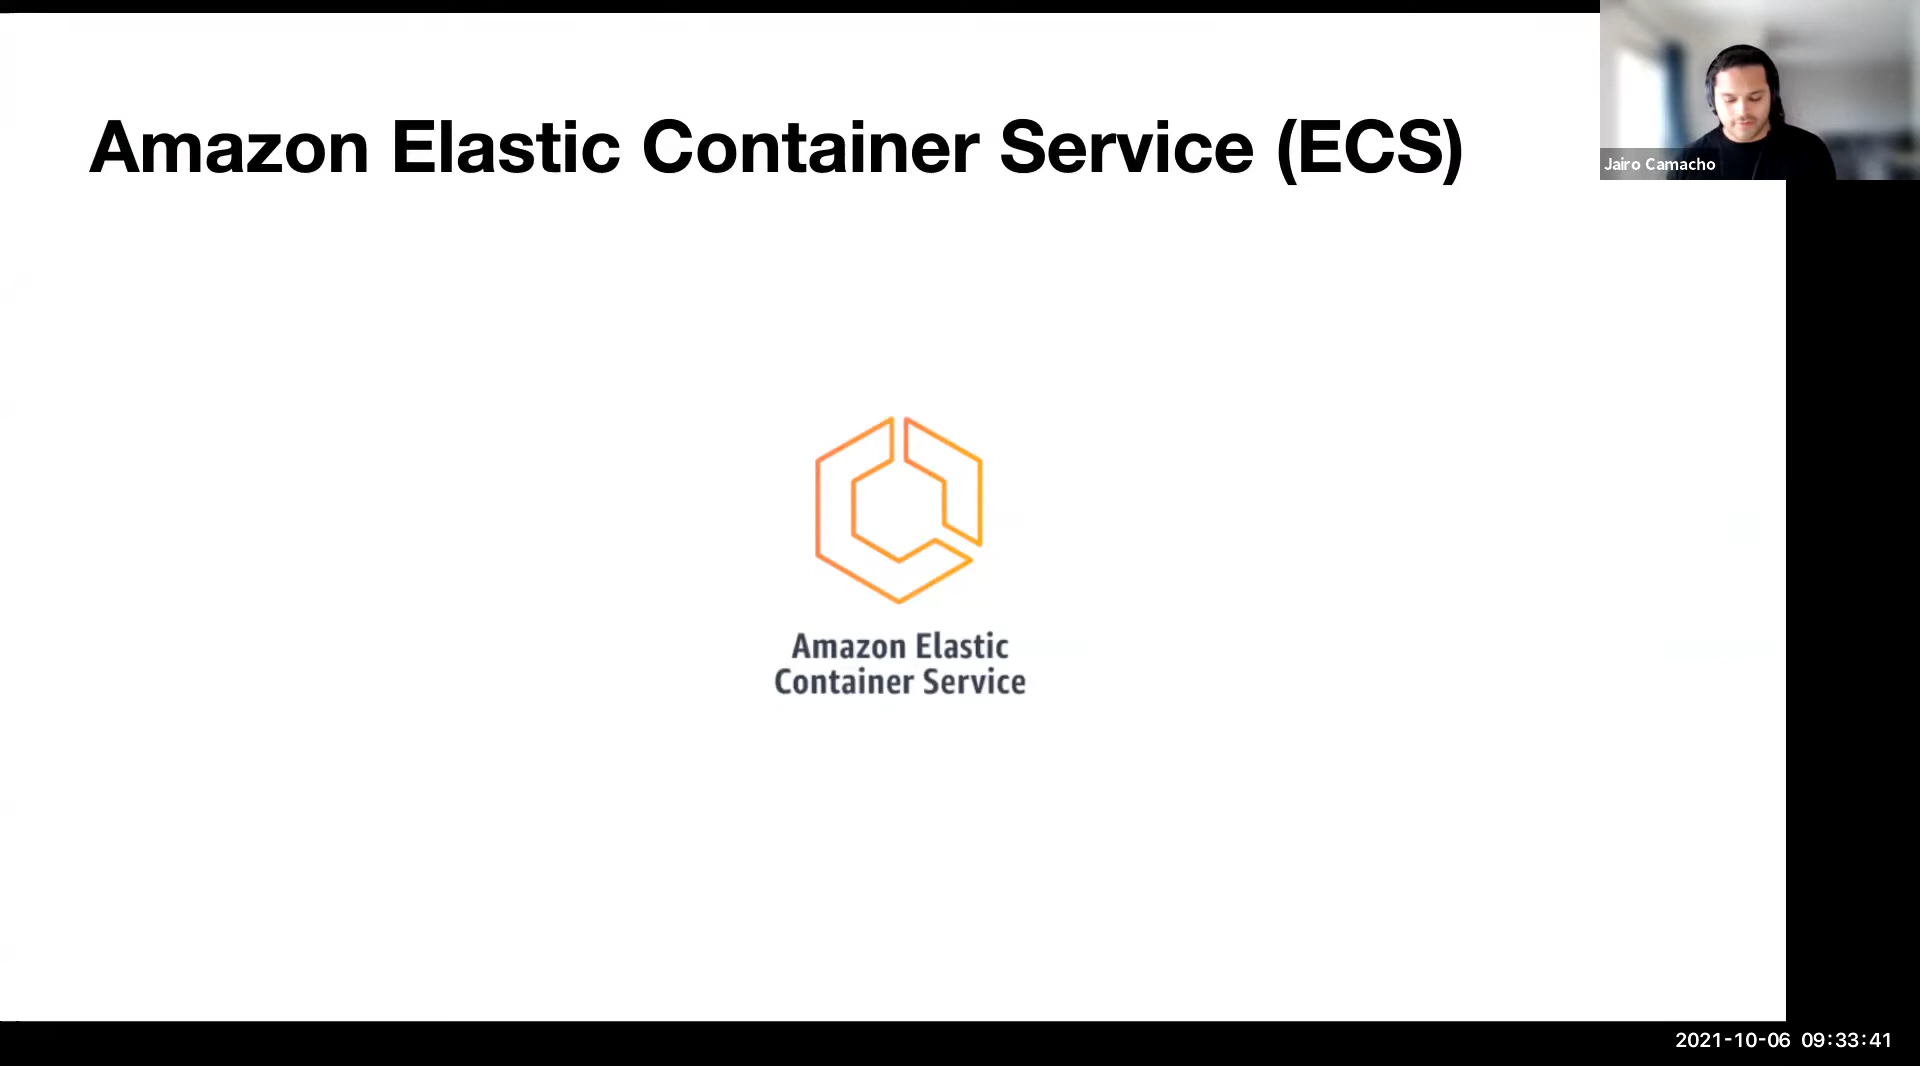 Amazon Elastic Container Service (ECS)
Jairo Camacho
Amazon Elastic
Container Service
2021-10-06 09:33:41